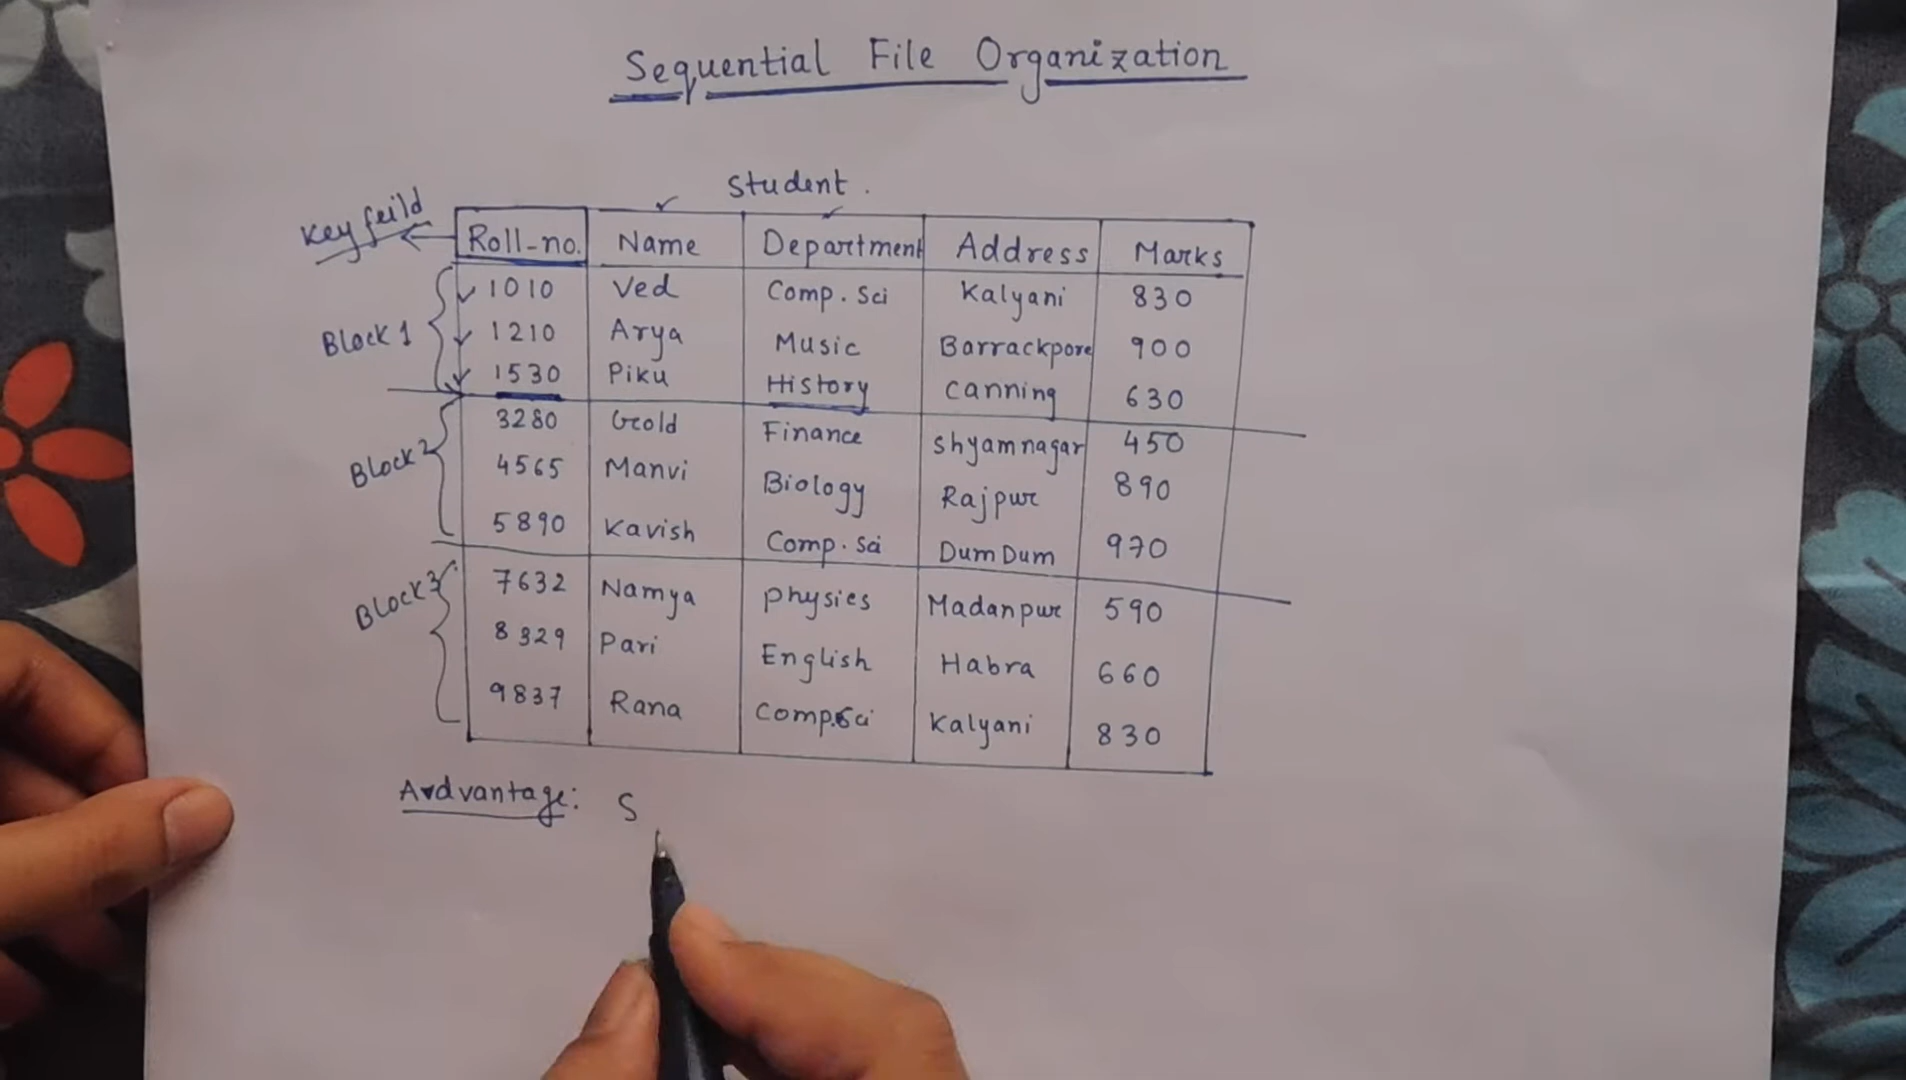 Sequential File Organization
Student.
Key feild
Roll-no. Name Department Address Marks
Block 1
1010 Ved Comp. Sci Kalyani 830
1210 Arya Music Barrackpore 900
1530 Piku History Canning 630
Block 2
3280 Gold Finance Shyamnagar 450
4565 Manvi Biology Rajpur 890
5890 Kavish Comp. Sci DumDum 970
Block 3
7632 Namya Physics Madanpur 590
8329 Pari English Habra 660
9837 Rana Comp.Sci Kalyani 830
Advantage: S